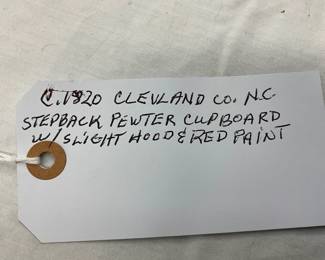 C.1820 CLEVLAND CO. N.C
STEPBACK PEWTER CUPBOARD
W/SLIGHT HOOD & RED PAINT